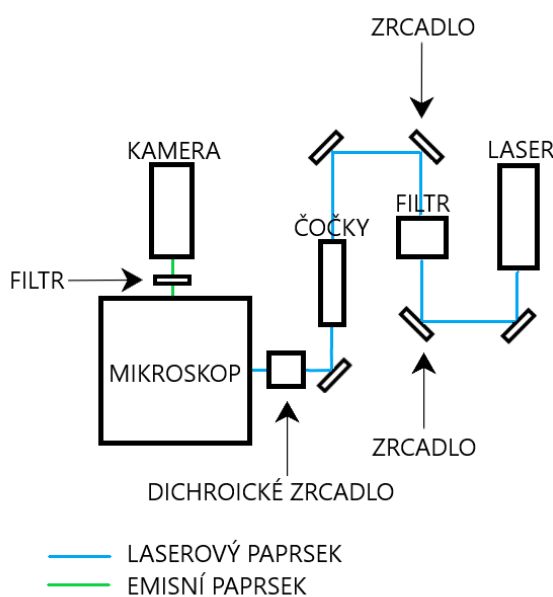 ZRCADLO
KAMERA
LASER
FILTR
ČOČKY
FILTR
MIKROSKOP
ZRCADLO
DICHROICKÉ ZRCADLO
LASEROVÝ PAPRSEK
EMISNÍ PAPRSEK